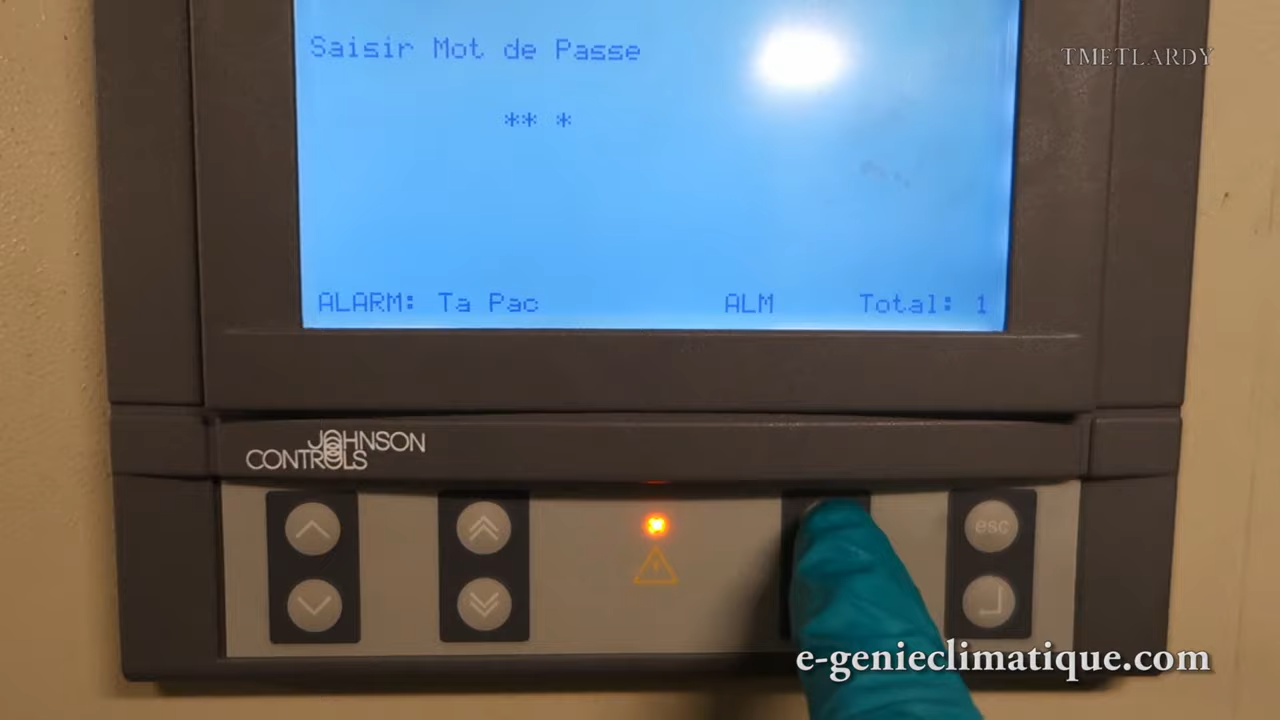 Saisir Mot de Passe
TMETLARDY
** *
ALARM: Ta Pac ALM Total: 1
JOHNSON
CONTROLS
esc
e-genieclimatique.com